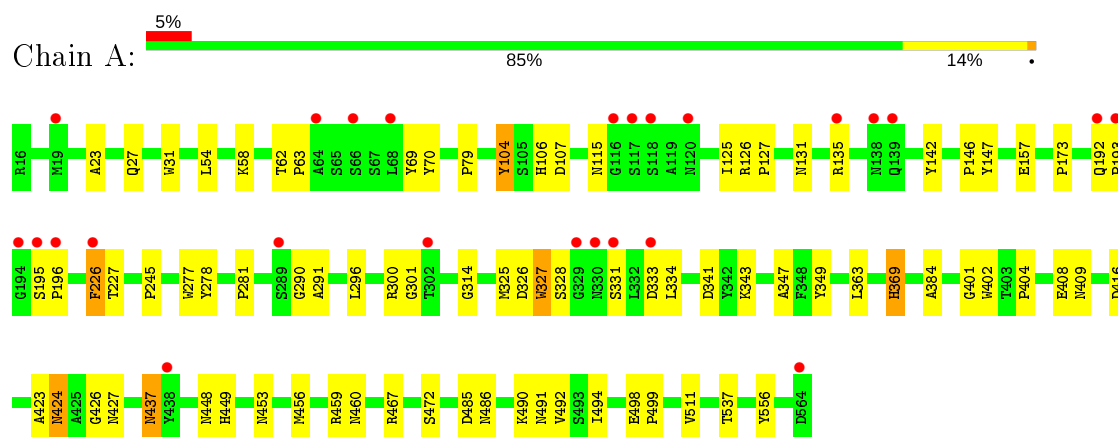 5%
Chain A:
85%
14%
•
R16 M19 A23 Q27 W31 L54 K58 T62 P63 A64 S65 S66 S67 L68 Y69 Y70 P79 Y104 S105 H106 D107 N115 G116 S117 S118 A119 N120 I125 R126 P127 N131 R135 N138 Q139 Y142 P146 Y147 E157 P173 Q192 P193
G194 S195 P196 F226 T227 P245 W277 Y278 P281 S289 G290 A291 L296 R300 G301 T302 G314 M325 D326 W327 S328 G329 N330 S331 L332 D333 L334 D341 Y342 K343 A347 F348 Y349 L363 H369 A384 G401 W402 T403 P404 E408 N409 D416
A423 N424 A425 G426 N427 N437 Y438 N448 H449 N453 M456 R459 N460 R467 S472 D485 N486 K490 N491 V492 S493 I494 E498 P499 V511 T537 Y556 D564